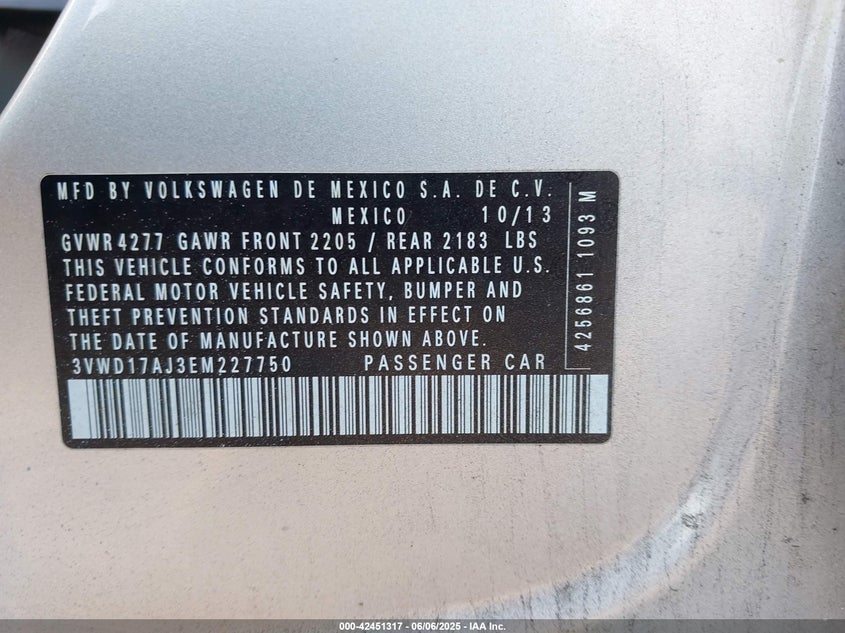 MFD BY VOLKSWAGEN DE MEXICO S.A. DE C.V.
MEXICO 10/13
GVWR 4277 GAWR FRONT 2205 / REAR 2183 LBS
THIS VEHICLE CONFORMS TO ALL APPLICABLE U.S.
FEDERAL MOTOR VEHICLE SAFETY, BUMPER AND
THEFT PREVENTION STANDARDS IN EFFECT ON
THE DATE OF MANUFACTURE SHOWN ABOVE.
3VWD17AJ3EM227750 PASSENGER CAR
4256861 1093 M
000-42451317 - 06/06/2025 - IAA Inc.